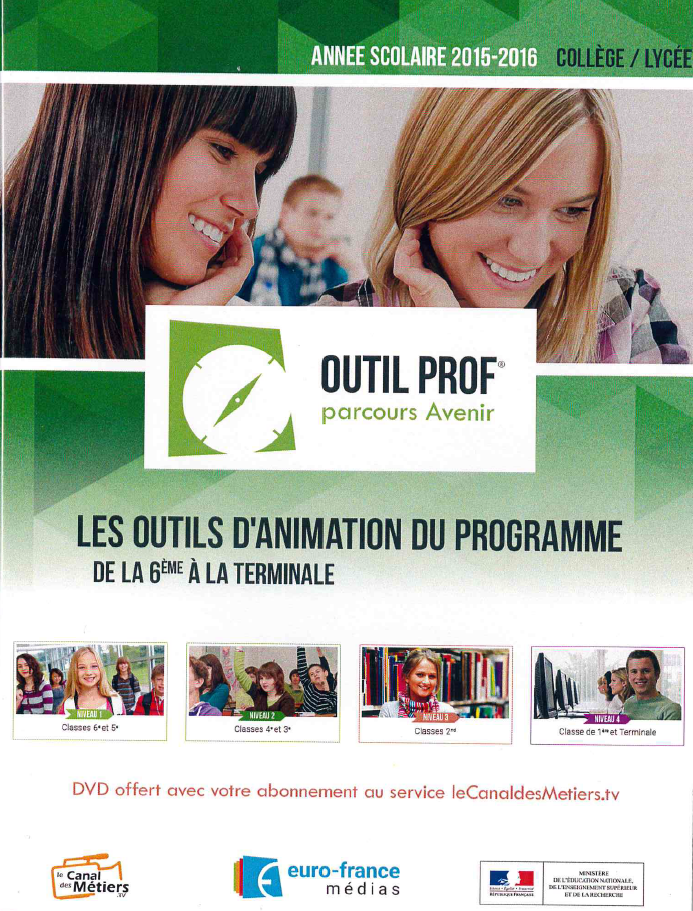 ANNEE SCOLAIRE 2015-2016 COLLÈGE / LYCÉE
OUTIL PROF®
parcours Avenir
LES OUTILS D'ANIMATION DU PROGRAMME
DE LA 6ÈME À LA TERMINALE
NIVEAU 1
Classes 6e et 5e
NIVEAU 2
Classes 4e et 3e
NIVEAU 3
Classes 2nd
NIVEAU 4
Classe de 1ère et Terminale
DVD offert avec votre abonnement au service leCanaldesMetiers.tv
le Canal
des Métiers
.TV
euro-france
médias
Liberté • Égalité • Fraternité
RÉPUBLIQUE FRANÇAISE
MINISTÈRE
DE L'ÉDUCATION NATIONALE,
DE L'ENSEIGNEMENT SUPÉRIEUR
ET DE LA RECHERCHE